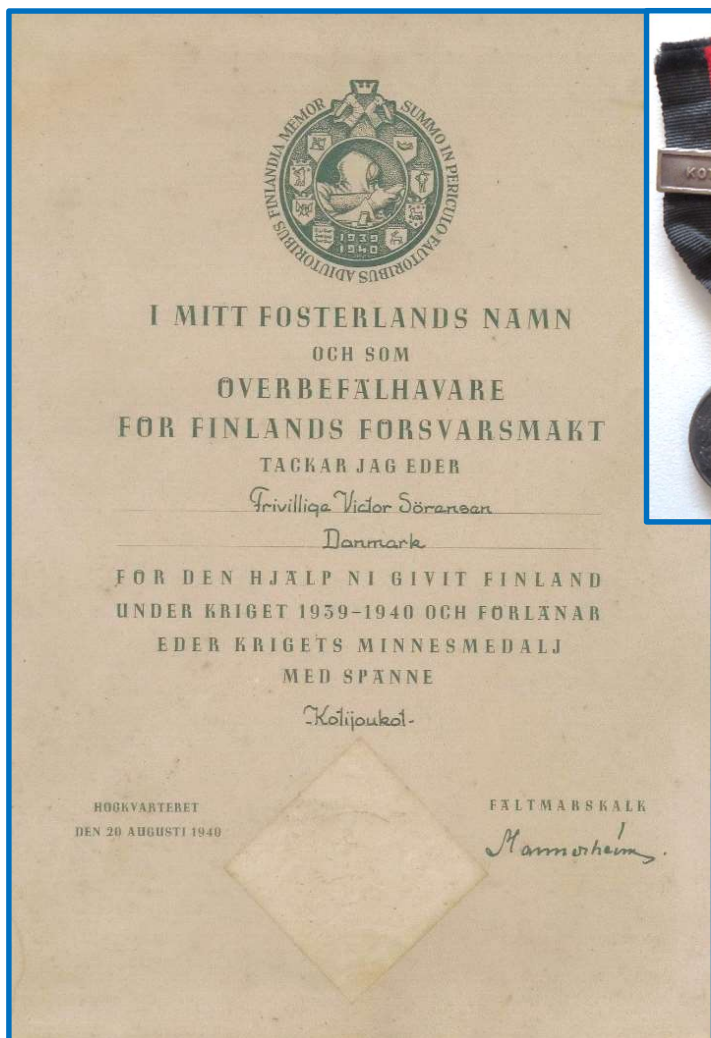 SUMMO IN PERICULO FAUTORIBUS ADIUTORIBUS FINLANDIA MEMOR
1939
1940
I MITT FOSTERLANDS NAMN
OCH SOM
ÖVERBEFÄLHAVARE
FÖR FINLANDS FÖRSVARSMAKT
TACKAR JAG EDER
Frivillige Victor Sörensen
Danmark
FÖR DEN HJÄLP NI GIVIT FINLAND
UNDER KRIGET 1939-1940 OCH FÖRLÄNAR
EDER KRIGETS MINNESMEDALJ
MED SPÄNNE
-Kotijoukot-
HÖGKVARTERET
DEN 20 AUGUSTI 1940
FÄLTMARSKALK
Mannerheim.
KOT